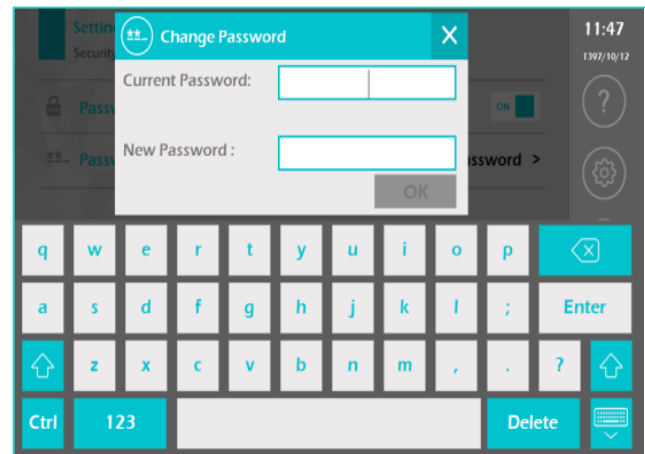 Settin
**_ Change Password X
11:47
Security
1397/10/12
Current Password:
Passw ON
?
New Password :
**_ Passw ssword >
OK
q w e r t y u i o p
a s d f g h j k l ; Enter
z x c v b n m , . ?
Ctrl 123 Delete